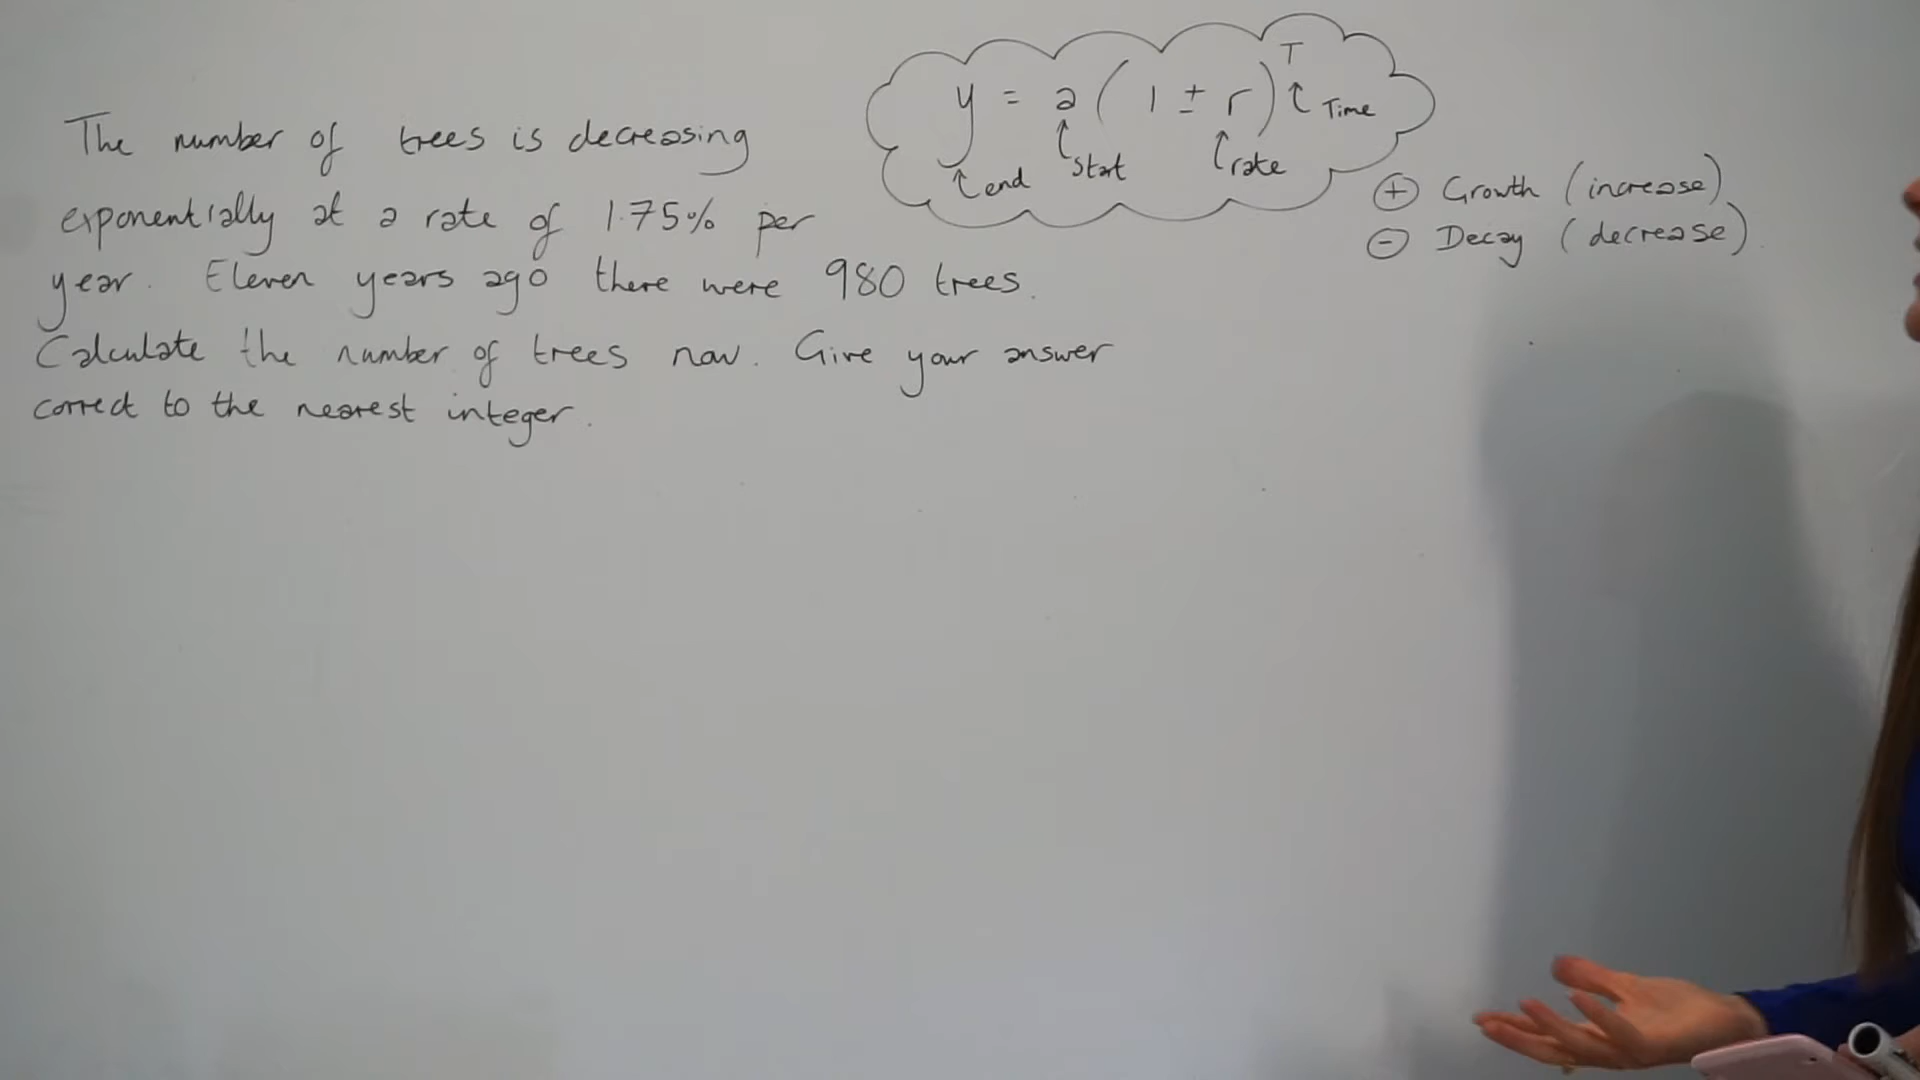 The number of trees is decreasing
exponentially at a rate of 1.75% per
year. Eleven years ago there were 980 trees.
Calculate the number of trees now. Give your answer
correct to the nearest integer.
y = a ( 1 ± r ) T
end
start
rate
Time
+ Growth (increase)
- Decay (decrease)